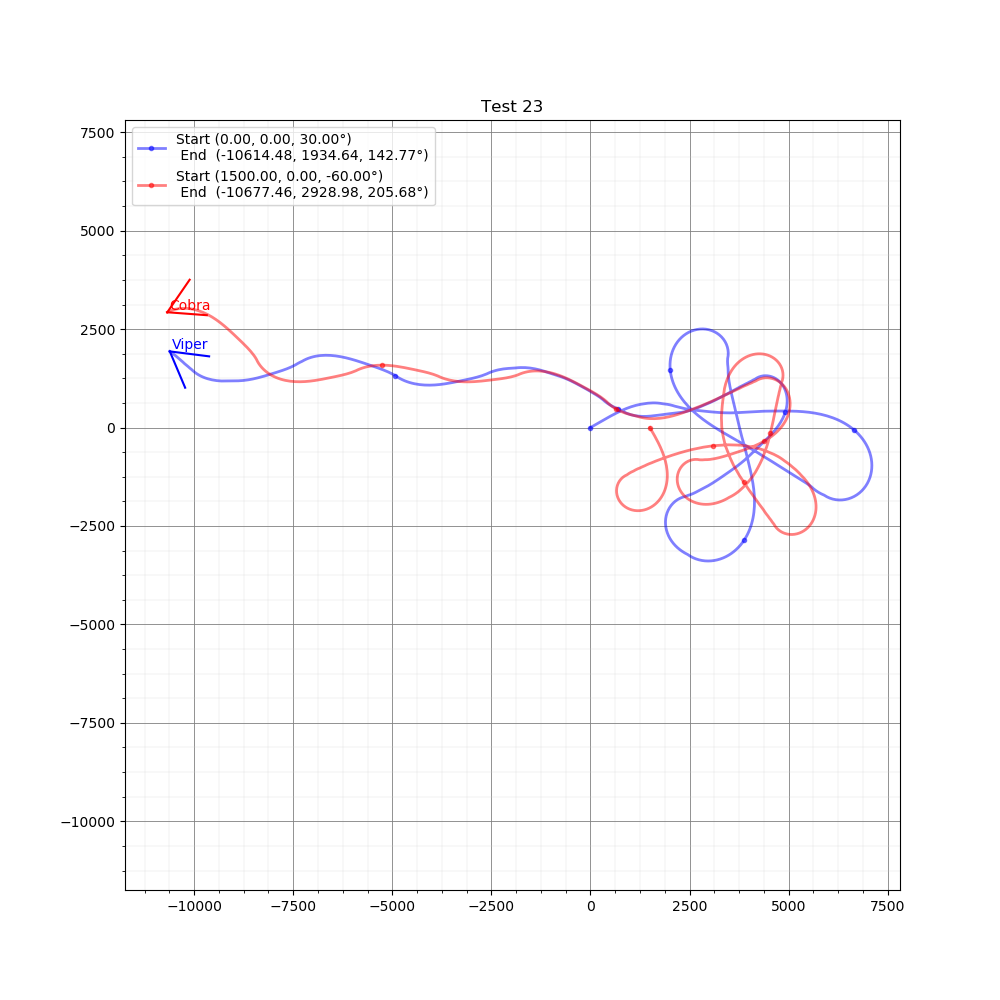 Test 23
Start (0.00, 0.00, 30.00°)
End (-10614.48, 1934.64, 142.77°)
Start (1500.00, 0.00, -60.00°)
End (-10677.46, 2928.98, 205.68°)
7500
5000
2500
0
−2500
−5000
−7500
−10000
Cobra
Viper
−10000 −7500 −5000 −2500 0 2500 5000 7500